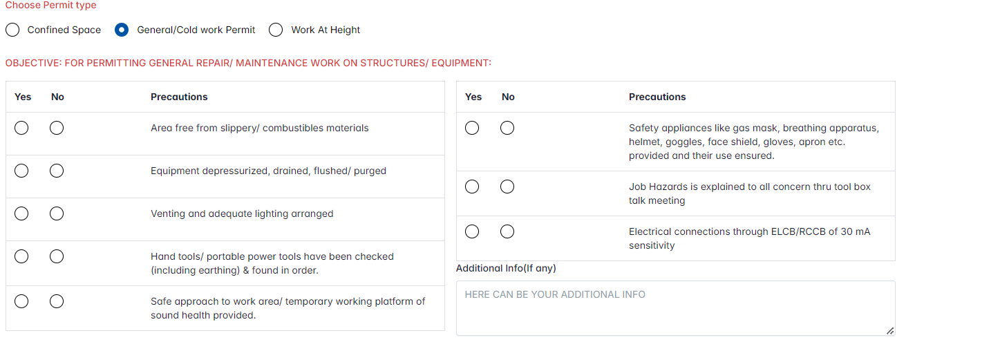 Choose Permit type
Confined Space General/Cold work Permit Work At Height
OBJECTIVE: FOR PERMITTING GENERAL REPAIR/ MAINTENANCE WORK ON STRUCTURES/ EQUIPMENT:
Yes No Precautions
Area free from slippery/ combustibles materials
Equipment depressurized, drained, flushed/ purged
Venting and adequate lighting arranged
Hand tools/ portable power tools have been checked
(including earthing) & found in order.
Safe approach to work area/ temporary working platform of
sound health provided.
Yes No Precautions
Safety appliances like gas mask, breathing apparatus,
helmet, goggles, face shield, gloves, apron etc.
provided and their use ensured.
Job Hazards is explained to all concern thru tool box
talk meeting
Electrical connections through ELCB/RCCB of 30 mA
sensitivity
Additional Info(If any)
HERE CAN BE YOUR ADDITIONAL INFO